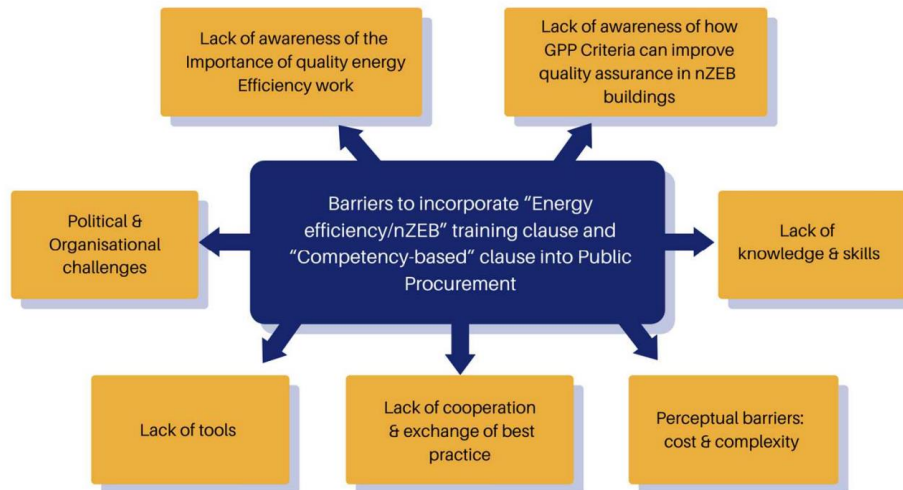 Lack of awareness of the
Importance of quality energy
Efficiency work
Lack of awareness of how
GPP Criteria can improve
quality assurance in nZEB
buildings
Barriers to incorporate “Energy
efficiency/nZEB” training clause and
“Competency-based” clause into Public
Procurement
Political &
Organisational
challenges
Lack of
knowledge & skills
Lack of tools
Lack of cooperation
& exchange of best
practice
Perceptual barriers:
cost & complexity